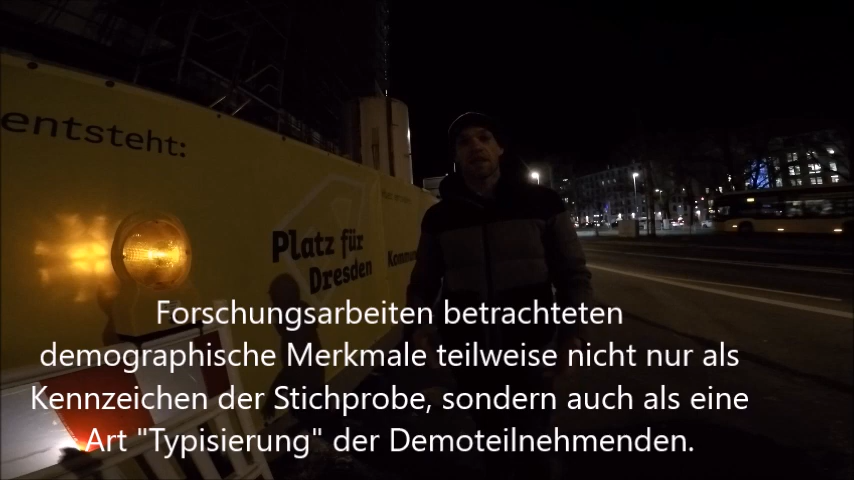 entsteht:
Platz für
Dresden
Forschungsarbeiten betrachteten
demographische Merkmale teilweise nicht nur als
Kennzeichen der Stichprobe, sondern auch als eine
Art "Typisierung" der Demoteilnehmenden.